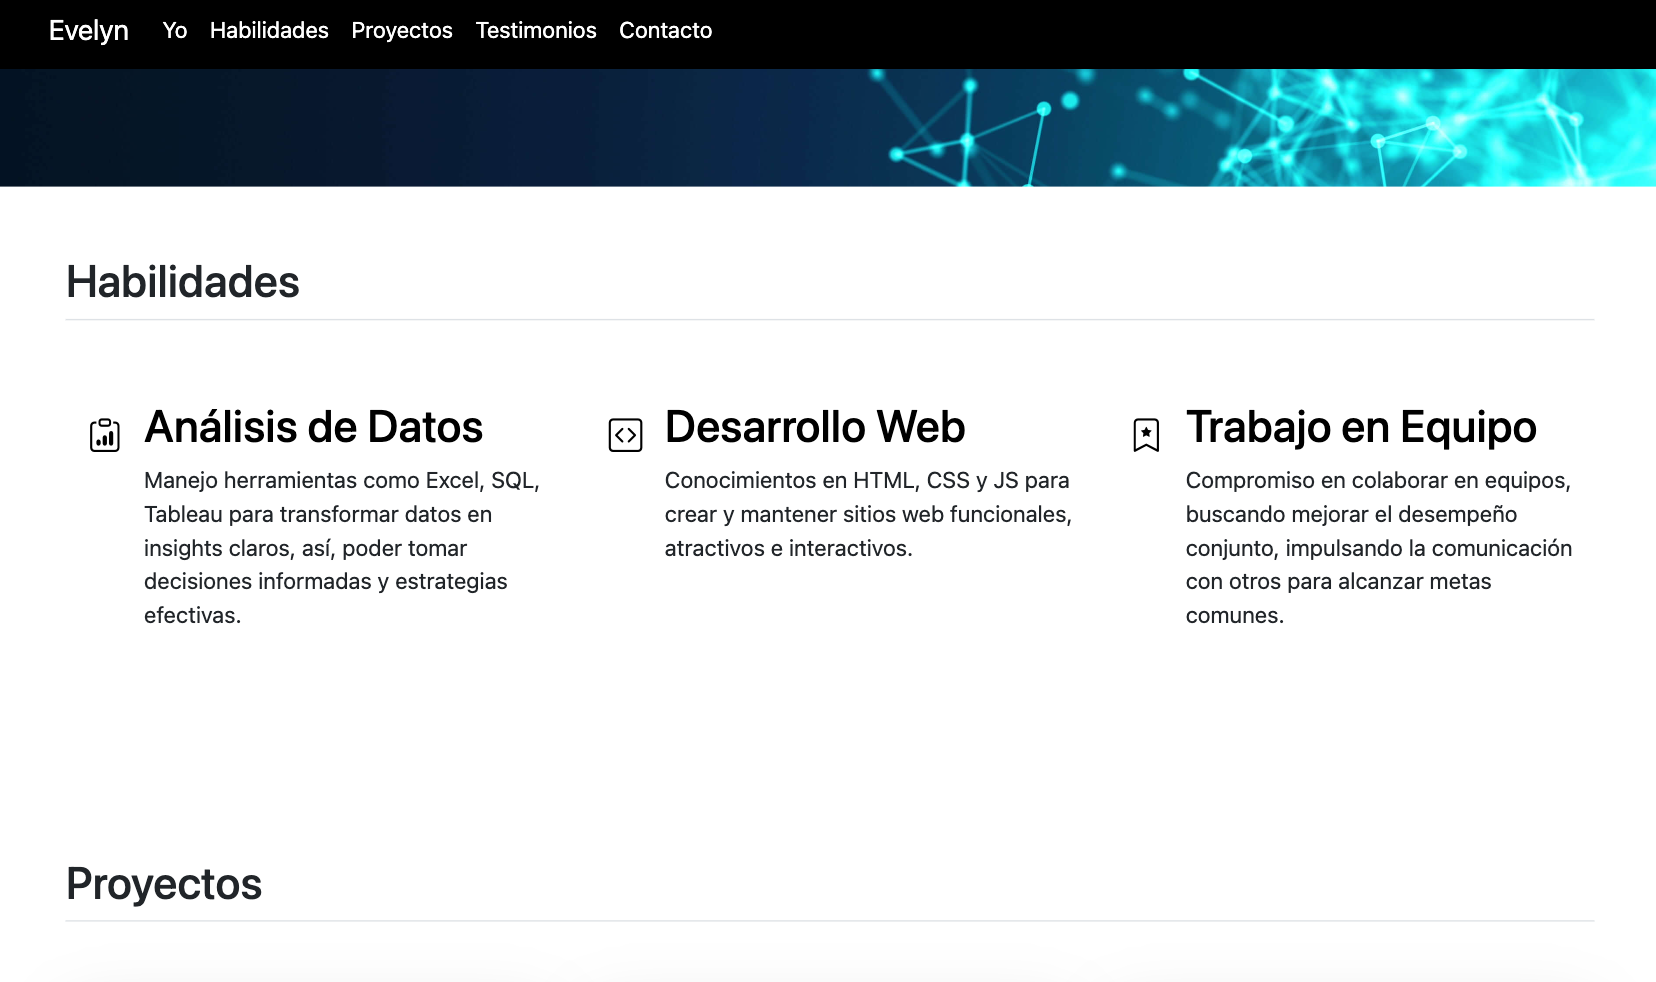 Evelyn Yo Habilidades Proyectos Testimonios Contacto
Habilidades
Análisis de Datos
Manejo herramientas como Excel, SQL,
Tableau para transformar datos en
insights claros, así, poder tomar
decisiones informadas y estrategias
efectivas.
Desarrollo Web
Conocimientos en HTML, CSS y JS para
crear y mantener sitios web funcionales,
atractivos e interactivos.
Trabajo en Equipo
Compromiso en colaborar en equipos,
buscando mejorar el desempeño
conjunto, impulsando la comunicación
con otros para alcanzar metas
comunes.
Proyectos